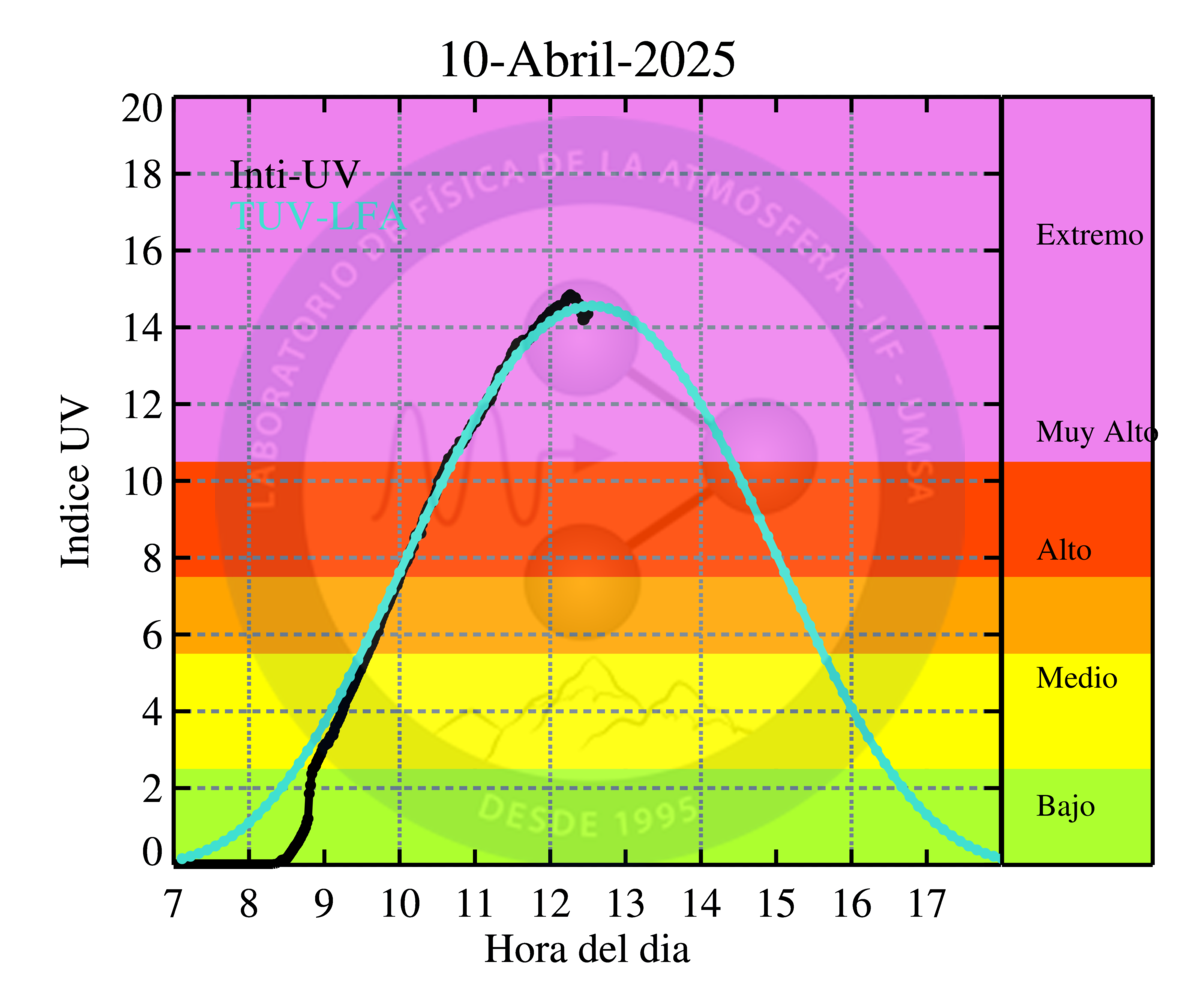 10-Abril-2025
20
18
16
14
12
10
8
6
4
2
0
Indice UV
Inti-UV
TUV-LFA
LABORATORIO DE FÍSICA DE LA ATMÓSFERA - IIF - UMSA
DESDE 1995
Extremo
Muy Alto
Alto
Medio
Bajo
7 8 9 10 11 12 13 14 15 16 17
Hora del dia